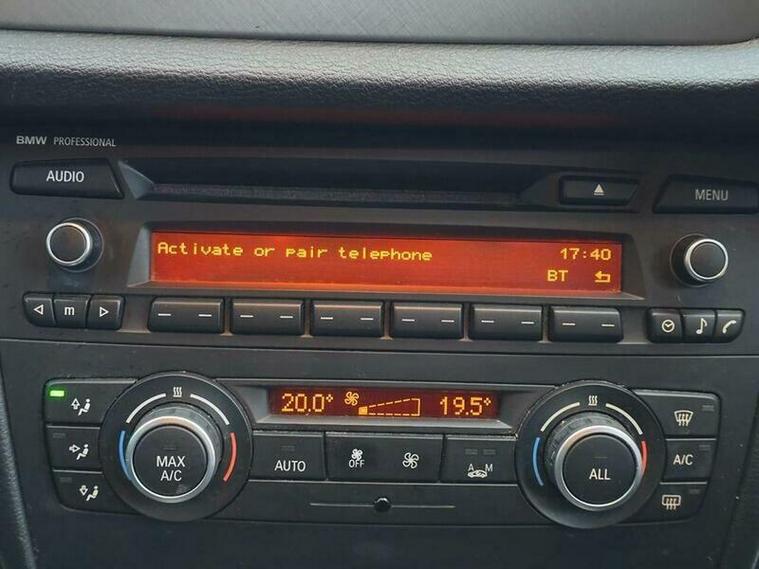 BMW PROFESSIONAL
AUDIO
MENU
Activate or pair telephone 17:40
BT
m
20.0° 19.5°
MAX A/C
AUTO
OFF
A M
ALL
A/C